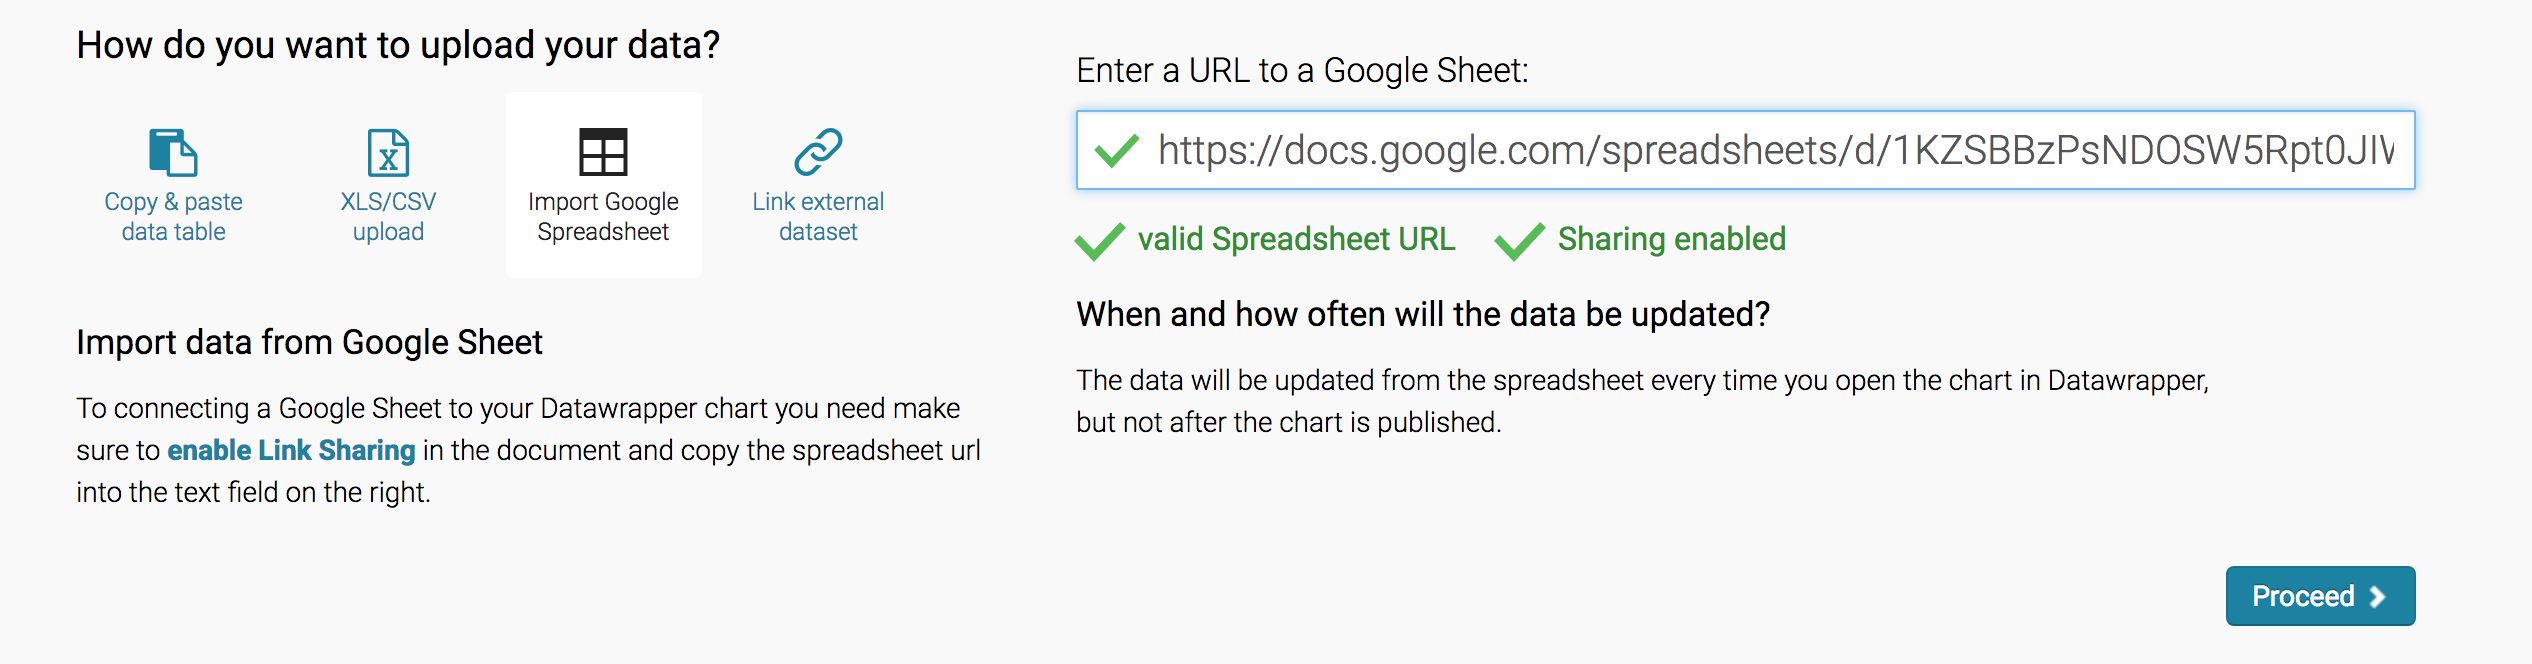 How do you want to upload your data?
Copy & paste
data table
XLS/CSV
upload
Import Google
Spreadsheet
Link external
dataset
Import data from Google Sheet
To connecting a Google Sheet to your Datawrapper chart you need make
sure to enable Link Sharing in the document and copy the spreadsheet url
into the text field on the right.
Enter a URL to a Google Sheet:
https://docs.google.com/spreadsheets/d/1KZSBBzPsNDOSW5Rpt0JI
valid Spreadsheet URL
Sharing enabled
When and how often will the data be updated?
The data will be updated from the spreadsheet every time you open the chart in Datawrapper,
but not after the chart is published.
Proceed